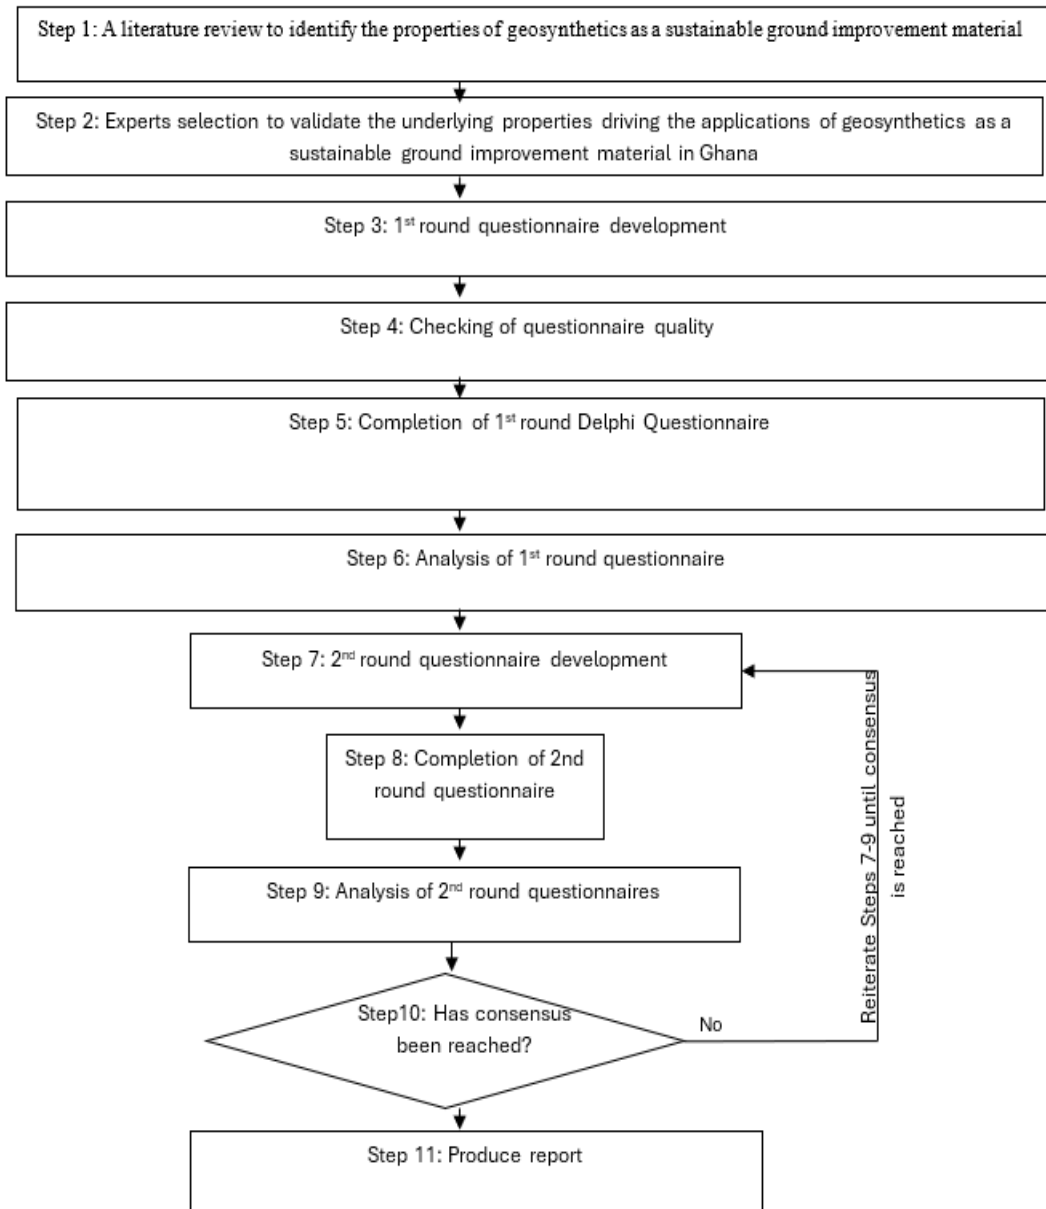 Step 1: A literature review to identify the properties of geosynthetics as a sustainable ground improvement material
Step 2: Experts selection to validate the underlying properties driving the applications of geosynthetics as a
sustainable ground improvement material in Ghana
Step 3: 1st round questionnaire development
Step 4: Checking of questionnaire quality
Step 5: Completion of 1st round Delphi Questionnaire
Step 6: Analysis of 1st round questionnaire
Step 7: 2nd round questionnaire development
Step 8: Completion of 2nd
round questionnaire
Step 9: Analysis of 2nd round questionnaires
Step10: Has consensus
been reached?
No
Reiterate Steps 7-9 until consensus
is reached
Step 11: Produce report